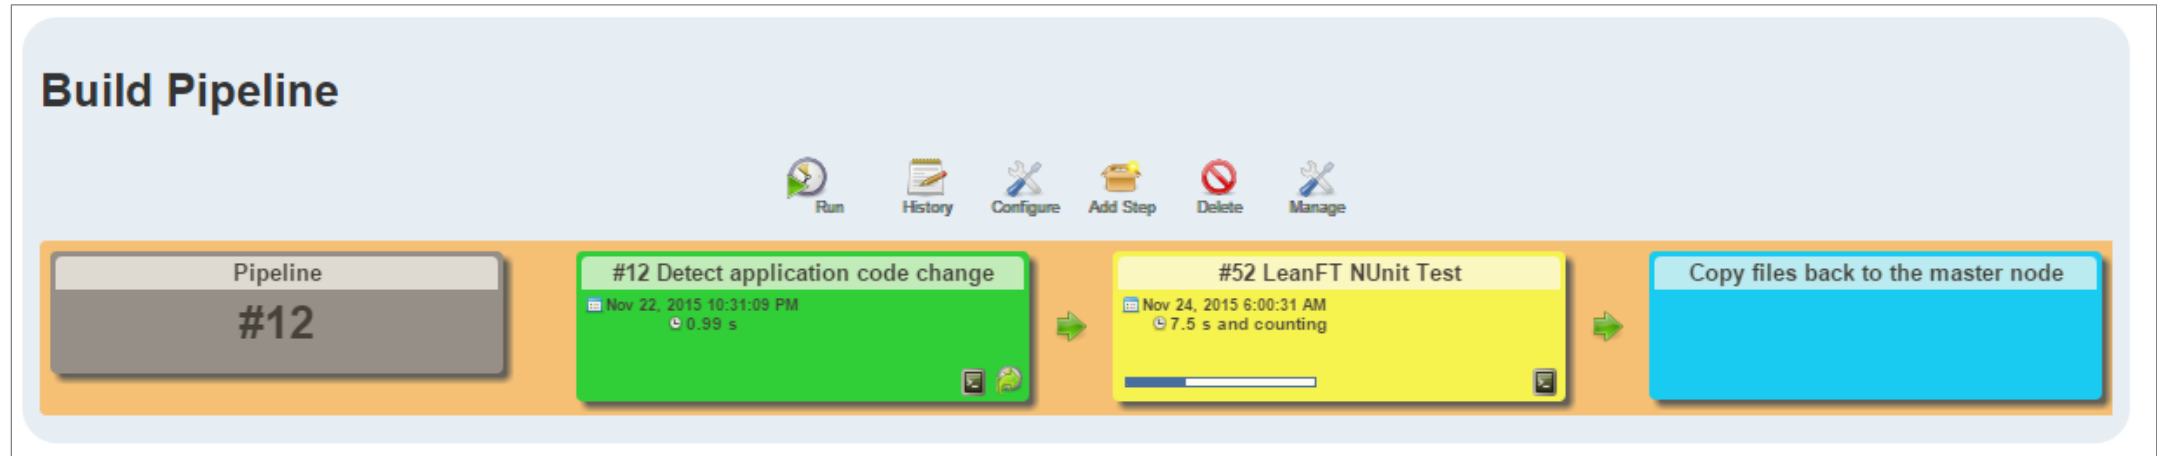 Build Pipeline
Run History Configure Add Step Delete Manage
Pipeline
#12
#12 Detect application code change
Nov 22, 2015 10:31:09 PM
0.99 s
#52 LeanFT NUnit Test
Nov 24, 2015 6:00:31 AM
7.5 s and counting
Copy files back to the master node